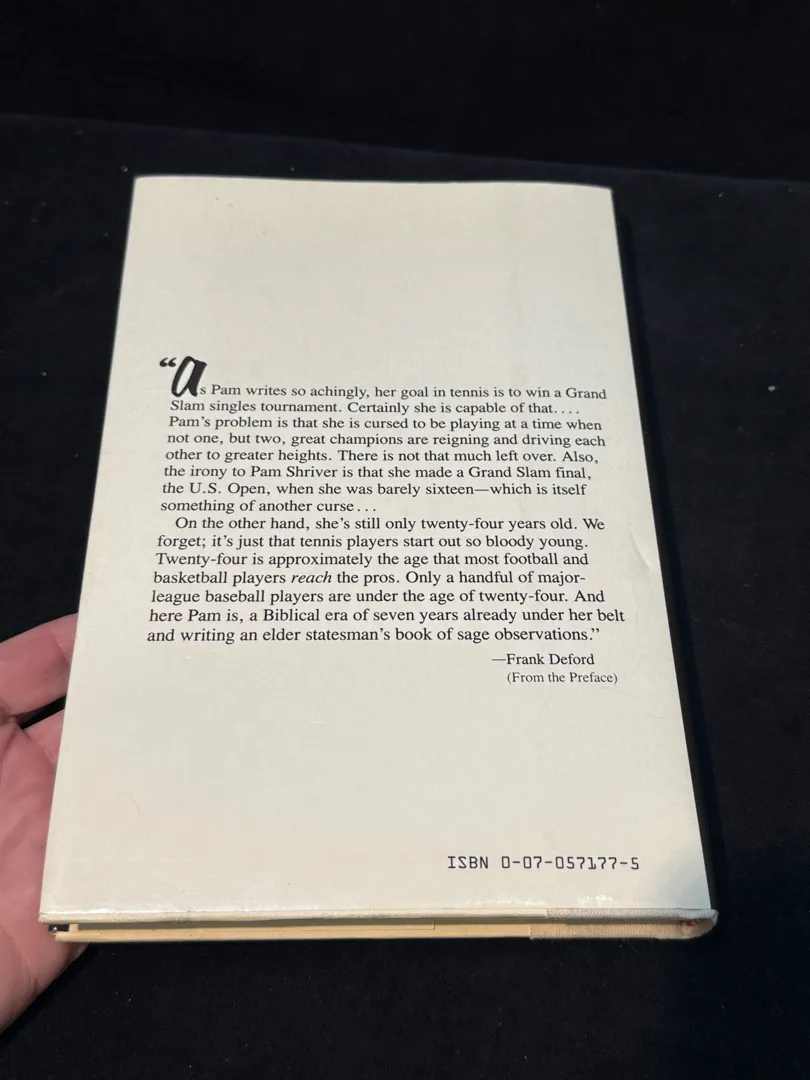 “as Pam writes so achingly, her goal in tennis is to win a Grand
Slam singles tournament. Certainly she is capable of that....
Pam’s problem is that she is cursed to be playing at a time when
not one, but two, great champions are reigning and driving each
other to greater heights. There is not that much left over. Also,
the irony to Pam Shriver is that she made a Grand Slam final,
the U.S. Open, when she was barely sixteen—which is itself
something of another curse...
On the other hand, she’s still only twenty-four years old. We
forget; it’s just that tennis players start out so bloody young.
Twenty-four is approximately the age that most football and
basketball players reach the pros. Only a handful of major-
league baseball players are under the age of twenty-four. And
here Pam is, a Biblical era of seven years already under her belt
and writing an elder statesman’s book of sage observations.”
—Frank Deford
(From the Preface)
ISBN 0-07-057177-5